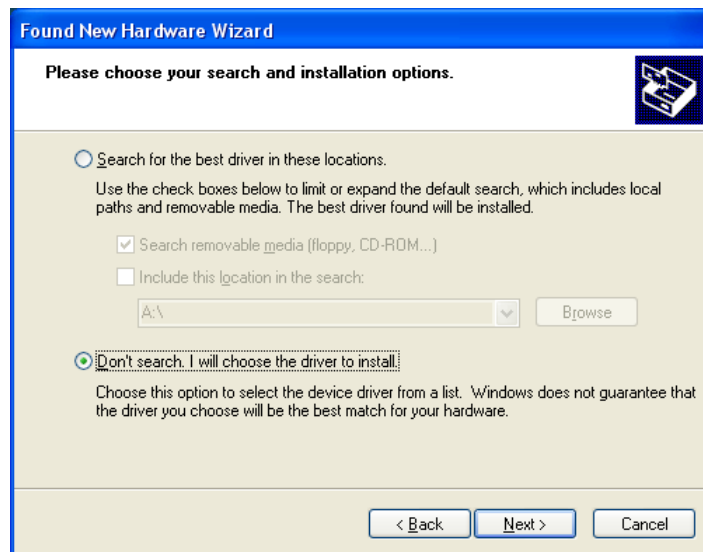 Found New Hardware Wizard
Please choose your search and installation options.
Search for the best driver in these locations.
Use the check boxes below to limit or expand the default search, which includes local
paths and removable media. The best driver found will be installed.
Search removable media (floppy, CD-ROM...)
Include this location in the search:
A:\
Browse
Don't search. I will choose the driver to install.
Choose this option to select the device driver from a list. Windows does not guarantee that
the driver you choose will be the best match for your hardware.
< Back Next > Cancel